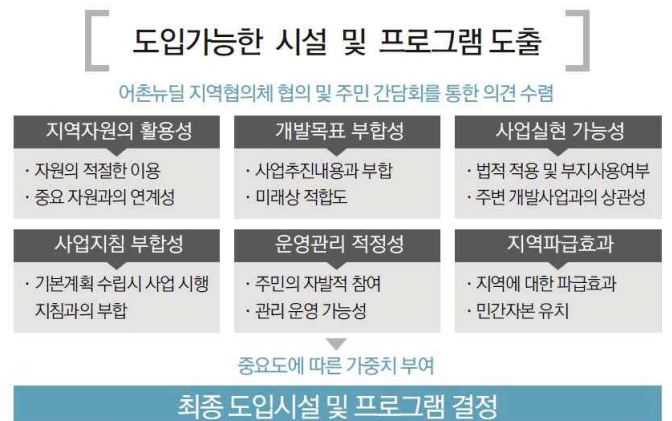 도입가능한 시설 및 프로그램 도출
어촌뉴딜 지역협의체 협의 및 주민 간담회를 통한 의견 수렴
지역자원의 활용성
· 자원의 적절한 이용
· 중요 자원과의 연계성
개발목표 부합성
· 사업추진내용과 부합
· 미래상 적합도
사업실현 가능성
· 법적 적용 및 부지사용여부
· 주변 개발사업과의 상관성
사업지침 부합성
· 기본계획 수립시 사업 시행
지침과의 부합
운영관리 적정성
· 주민의 자발적 참여
· 관리 운영 가능성
지역파급효과
· 지역에 대한 파급효과
· 민간자본 유치
중요도에 따른 가중치 부여
최종 도입시설 및 프로그램 결정